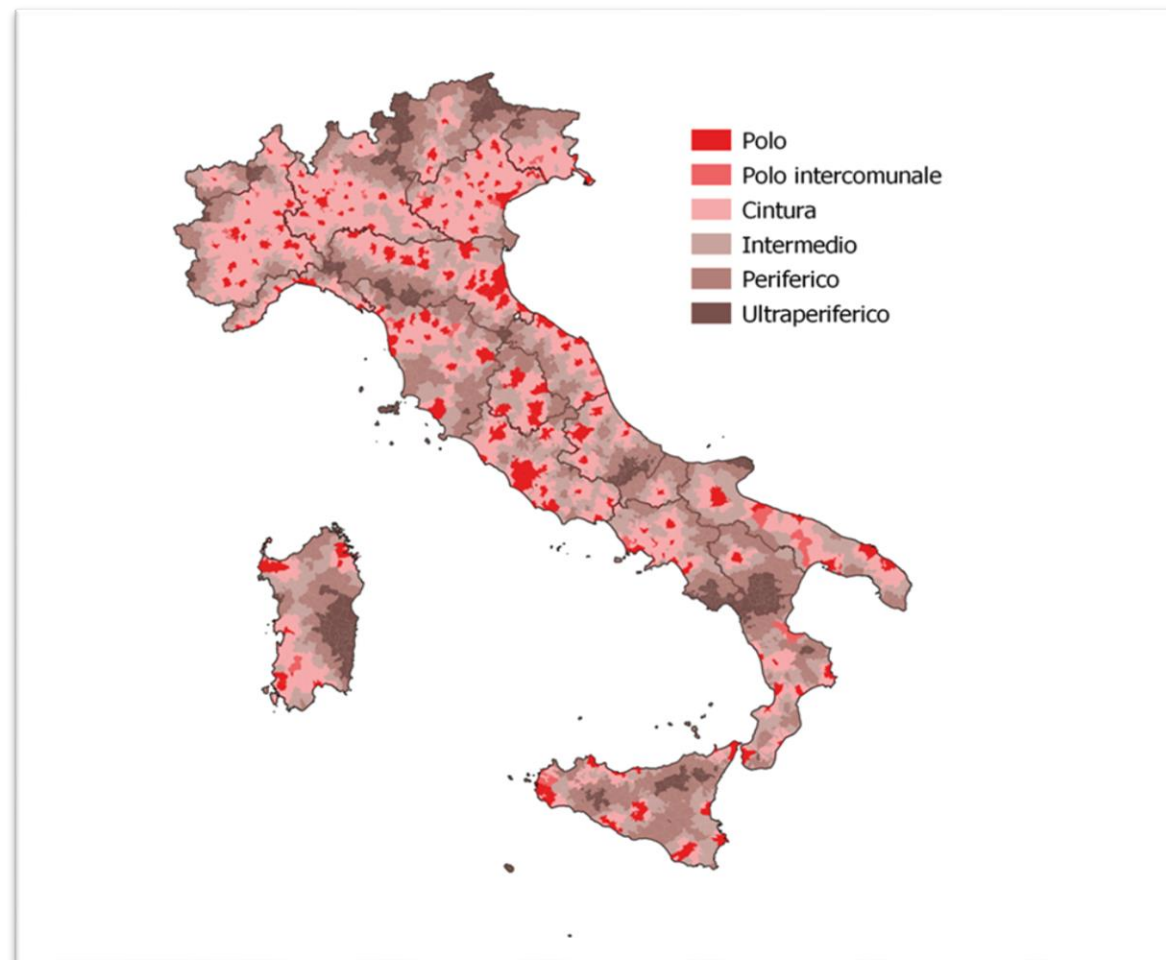 Polo
Polo intercomunale
Cintura
Intermedio
Periferico
Ultraperiferico